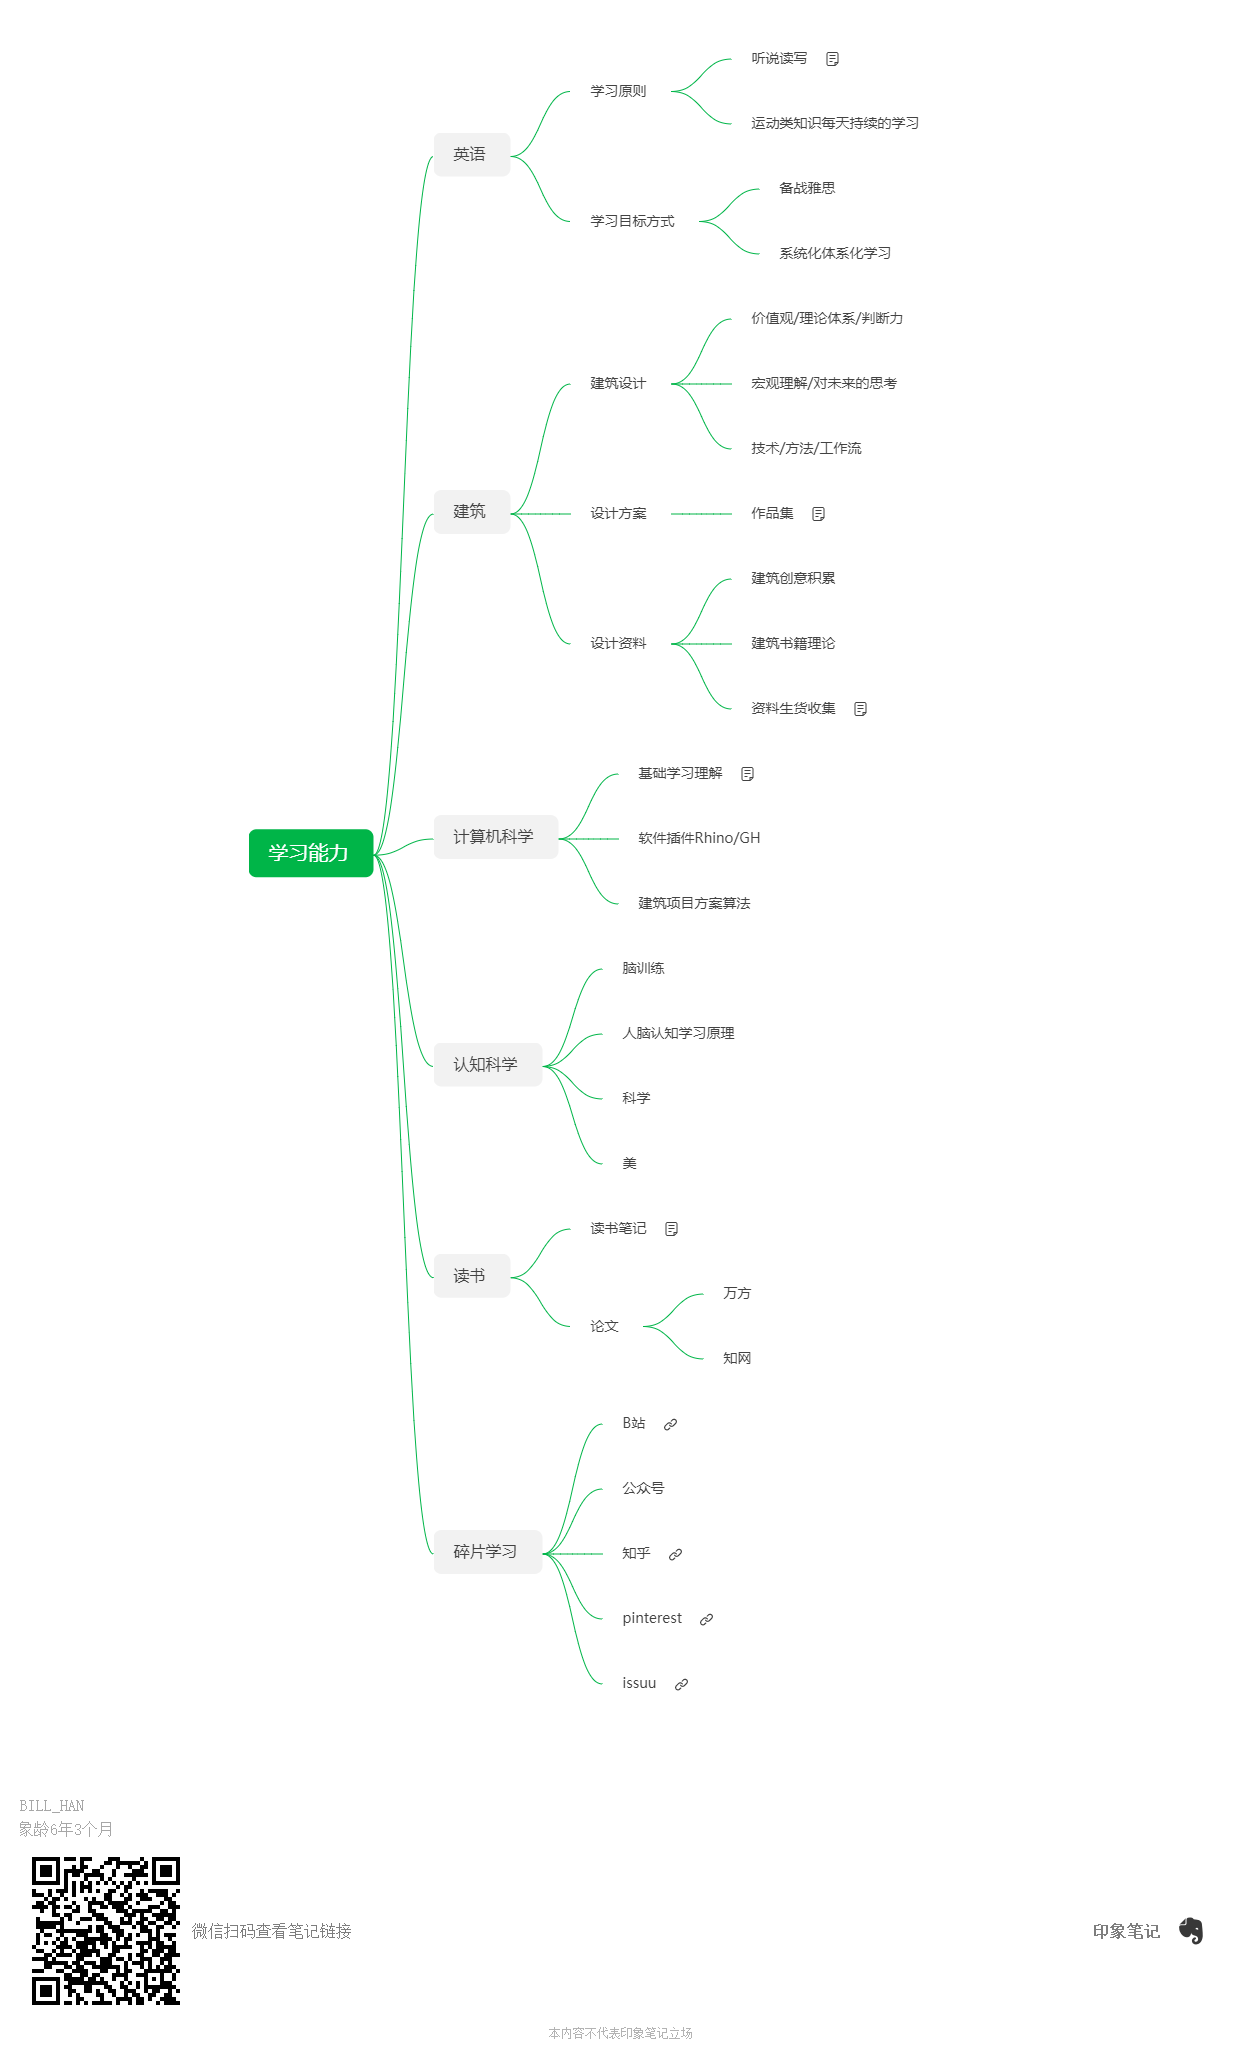 听说读写
学习原则
运动类知识每天持续的学习
英语
备战雅思
学习目标方式
系统化体系化学习
价值观/理论体系/判断力
建筑设计
宏观理解/对未来的思考
技术/方法/工作流
建筑
设计方案
作品集
建筑创意积累
设计资料
建筑书籍理论
资料生货收集
基础学习理解
学习能力
计算机科学
软件插件Rhino/GH
建筑项目方案算法
脑训练
人脑认知学习原理
认知科学
科学
美
读书笔记
读书
万方
论文
知网
B站
公众号
碎片学习
知乎
pinterest
issuu
BILL_HAN
象龄6年3个月
微信扫码查看笔记链接
印象笔记
本内容不代表印象笔记立场